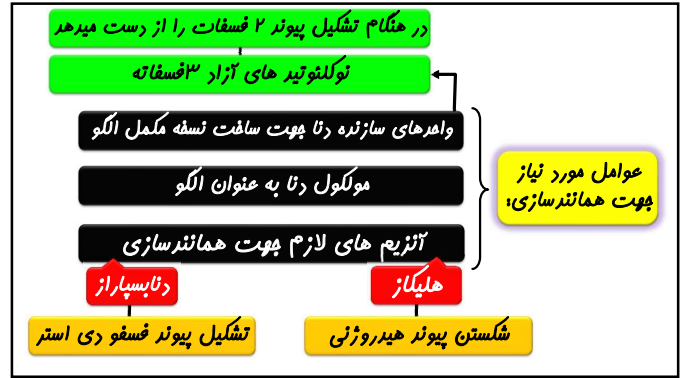 در هنگام تشکیل پیوند ۲ فسفات را از دست میدهد
نوکلئوتید های آزاد ۳فسفاته
واحدهای سازنده دنا جهت ساخت نسخه مکمل الگو
عوامل مورد نیاز
جهت همانندسازی:
مولکول دنا به عنوان الگو
آنزیم های لازم جهت همانندسازی
هلیکاز
دنابسپاراز
شکستن پیوند هیدروژنی
تشکیل پیوند فسفو دی استر